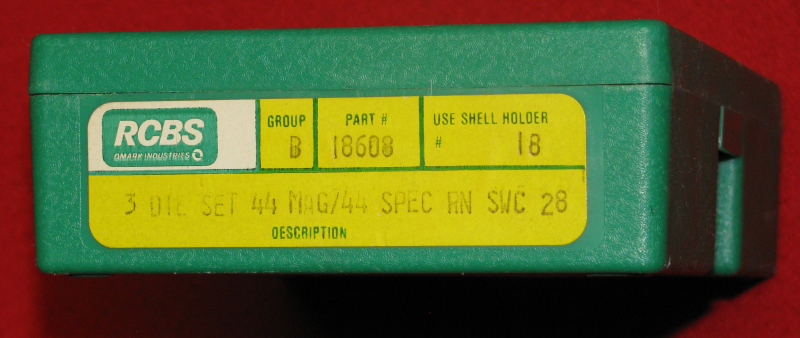 RCBS
OMARK INDUSTRIES
GROUP
B
PART #
18608
USE SHELL HOLDER
# 18
3 DIE SET 44 MAG/44 SPEC RN SWC 28
DESCRIPTION